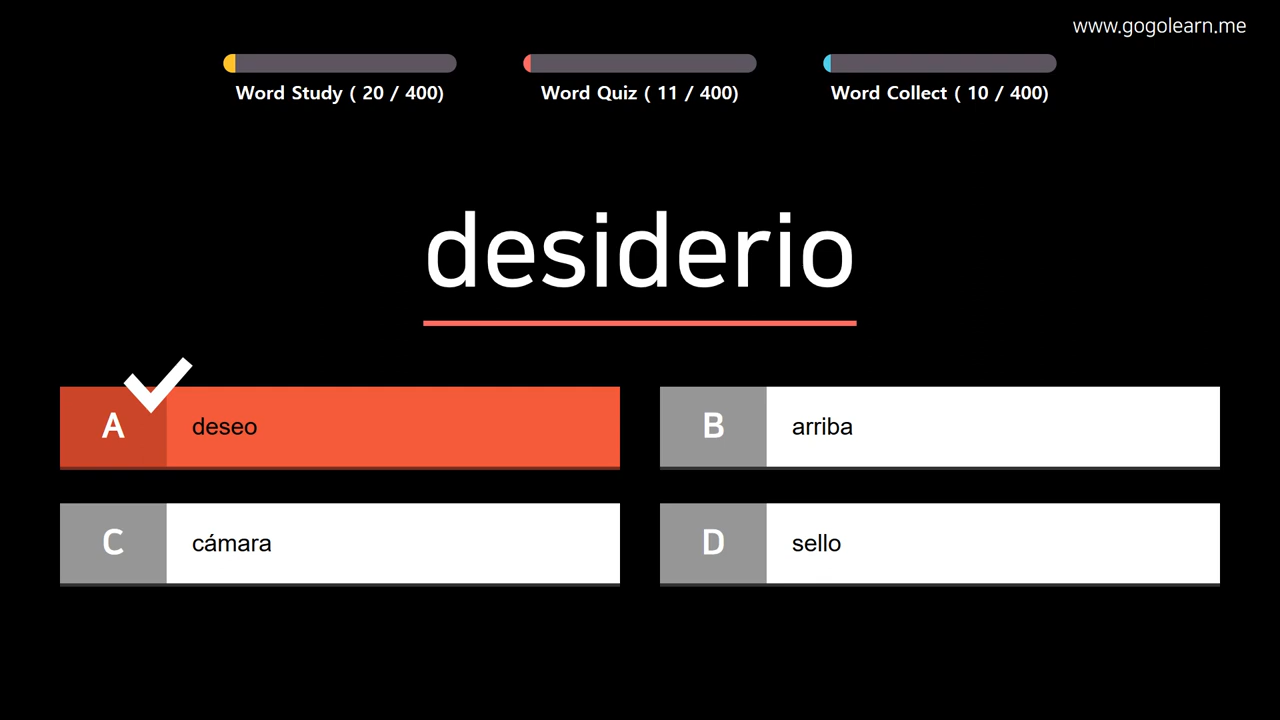 www.gogolearn.me
Word Study ( 20 / 400)
Word Quiz ( 11 / 400)
Word Collect ( 10 / 400)
desiderio
A deseo
B arriba
C cámara
D sello